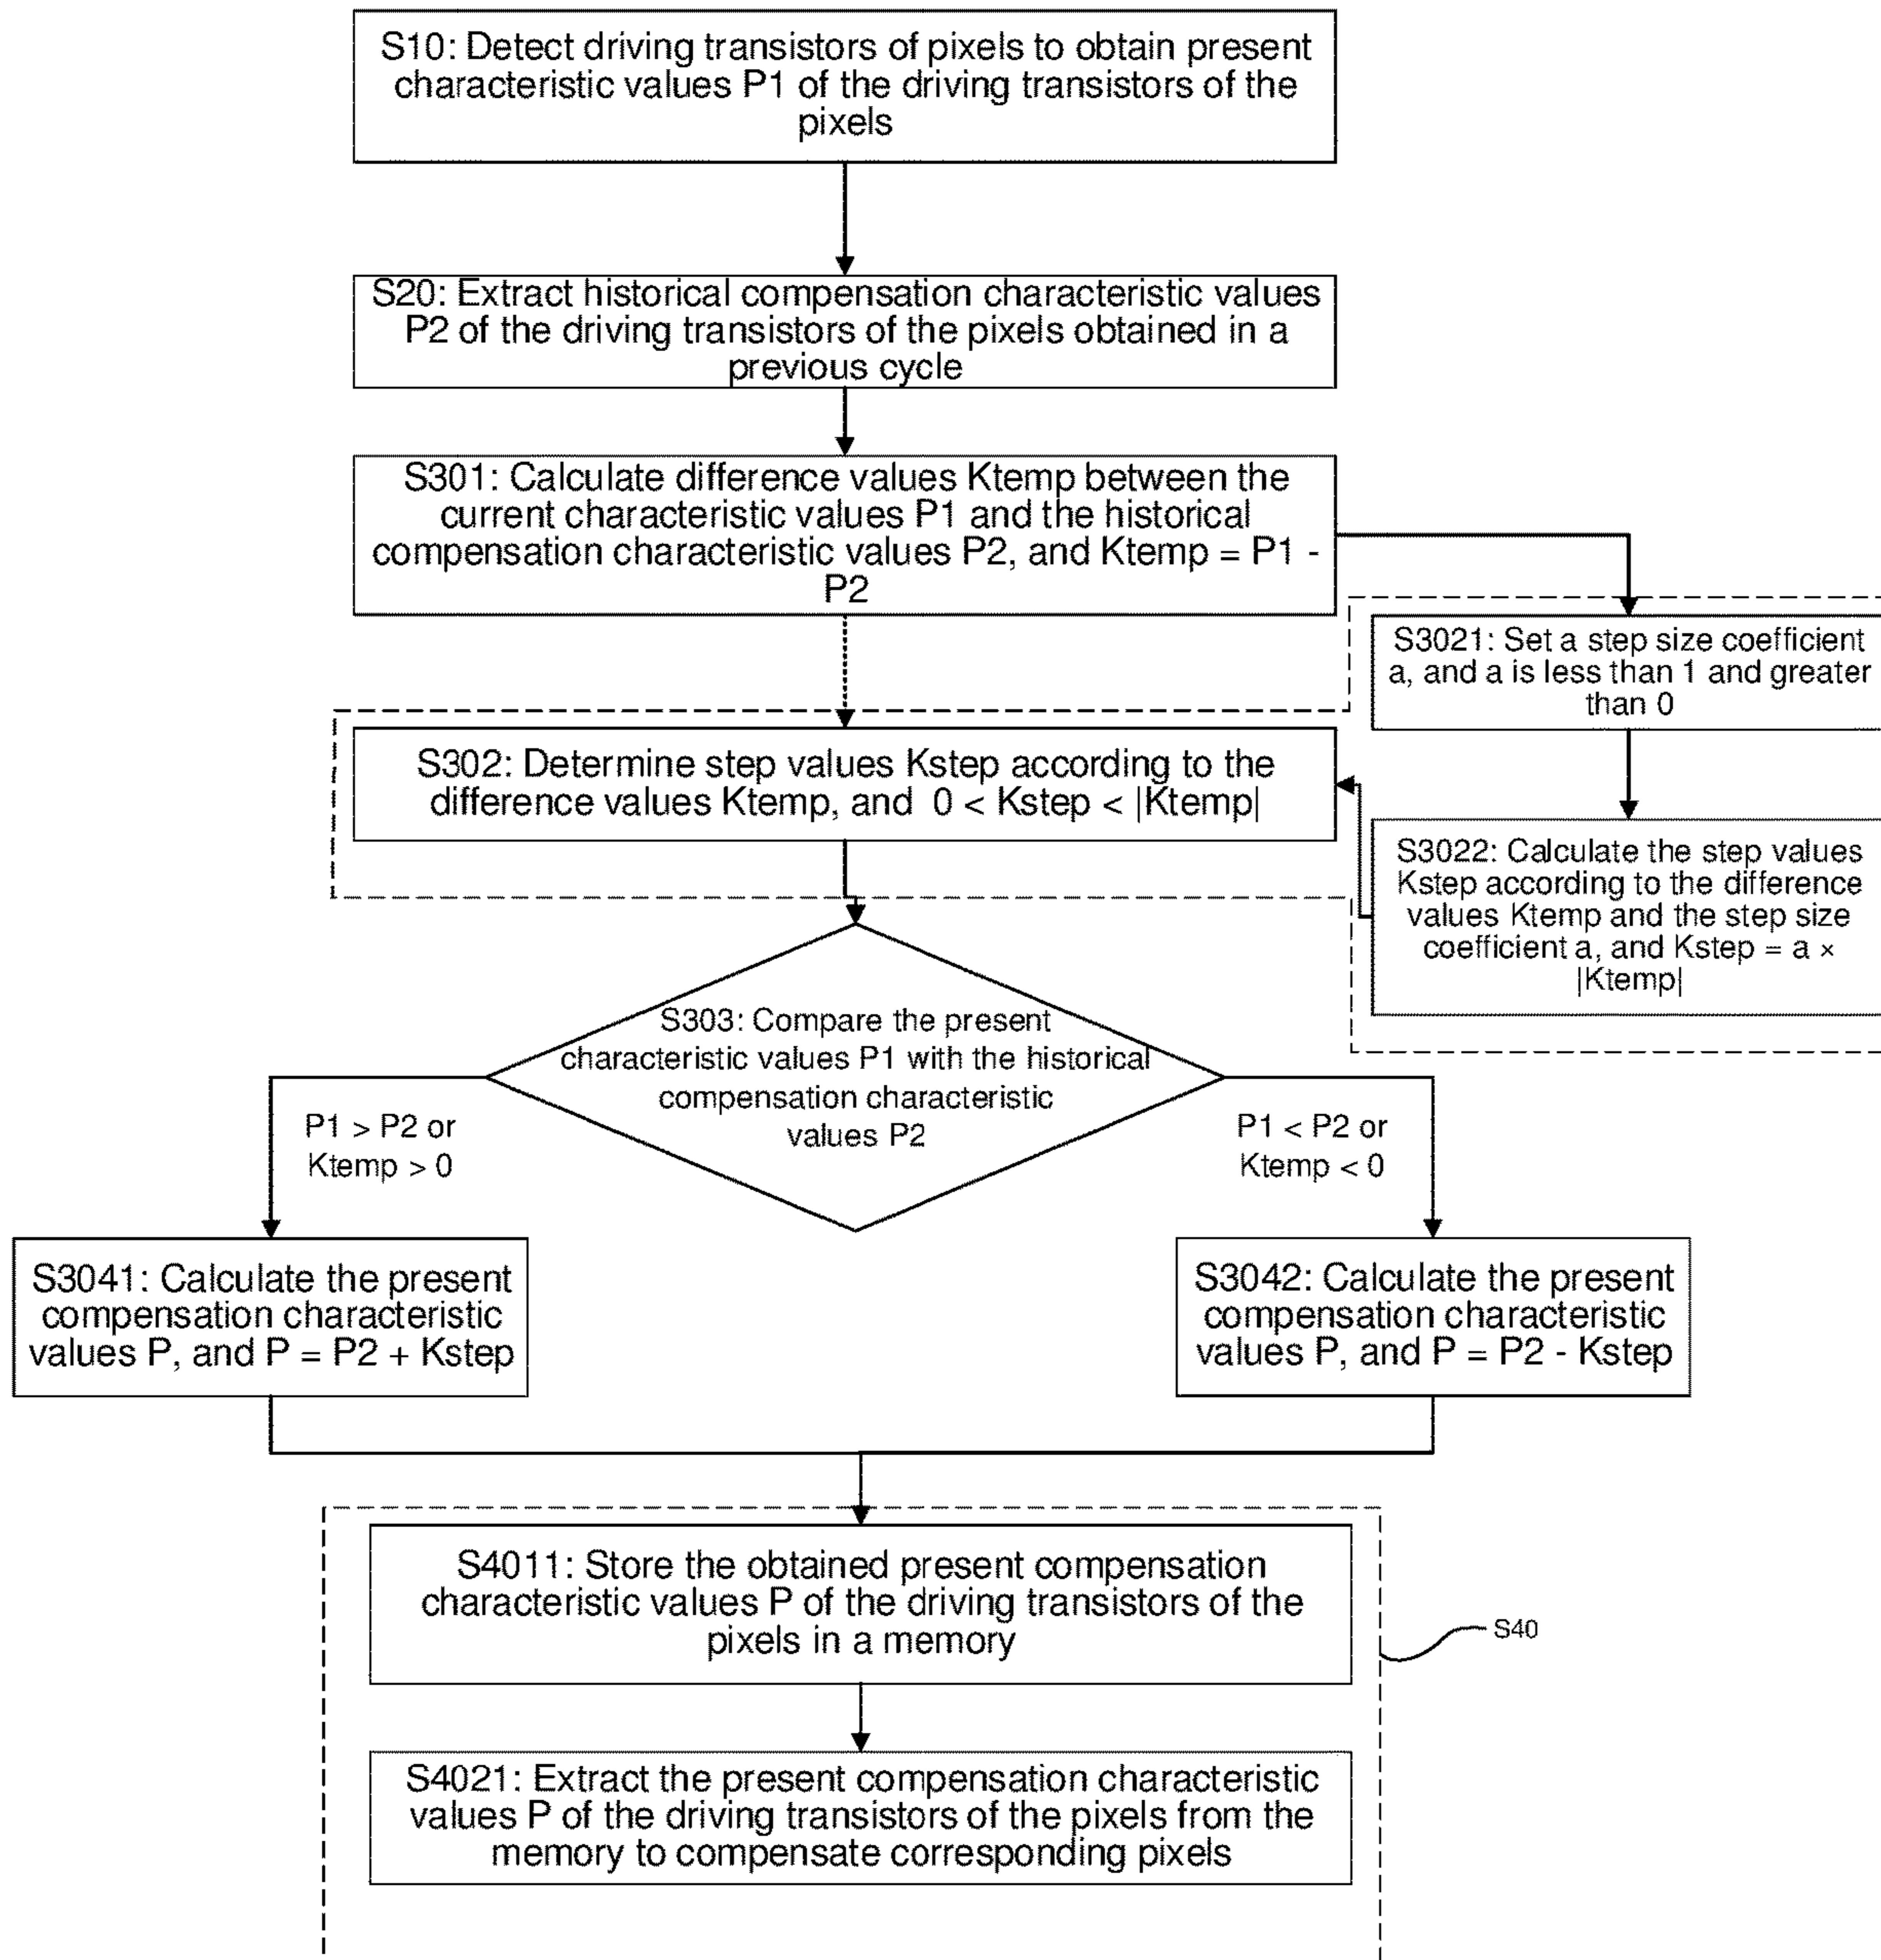 S10: Detect driving transistors of pixels to obtain present
characteristic values P1 of the driving transistors of the
pixels
S20: Extract historical compensation characteristic values
P2 of the driving transistors of the pixels obtained in a
previous cycle
S301: Calculate difference values Ktemp between the
current characteristic values P1 and the historical
compensation characteristic values P2, and Ktemp = P1 -
P2
S3021: Set a step size coefficient
a, and a is less than 1 and greater
than 0
S302: Determine step values Kstep according to the
difference values Ktemp, and 0 < Kstep < |Ktemp|
S3022: Calculate the step values
Kstep according to the difference
values Ktemp and the step size
coefficient a, and Kstep = a ×
|Ktemp|
S303: Compare the present
characteristic values P1 with the historical
compensation characteristic
values P2
P1 > P2 or
Ktemp > 0
P1 < P2 or
Ktemp < 0
S3041: Calculate the present
compensation characteristic
values P, and P = P2 + Kstep
S3042: Calculate the present
compensation characteristic
values P, and P = P2 - Kstep
S4011: Store the obtained present compensation
characteristic values P of the driving transistors of the
pixels in a memory
S40
S4021: Extract the present compensation characteristic
values P of the driving transistors of the pixels from the
memory to compensate corresponding pixels